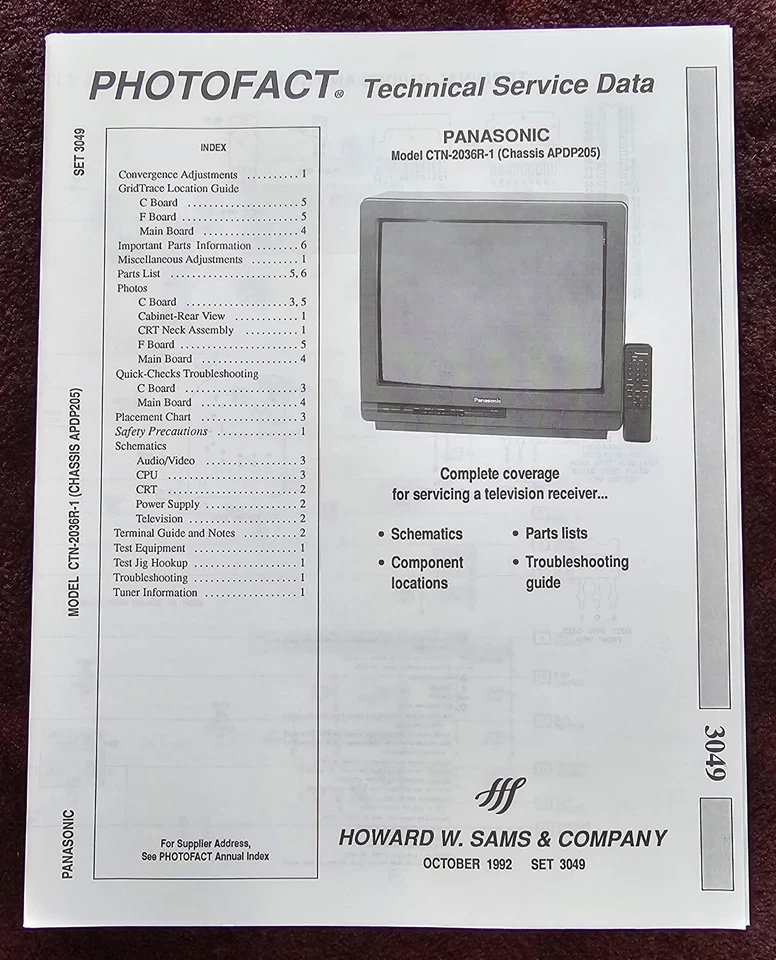 PHOTOFACT® Technical Service Data
SET 3049
MODEL CTN-2036R-1 (CHASSIS APDP205)
PANASONIC
INDEX
Convergence Adjustments .......... 1
GridTrace Location Guide
C Board .................... 5
F Board .................... 5
Main Board ................. 4
Important Parts Information ....... 6
Miscellaneous Adjustments ........ 1
Parts List .................... 5, 6
Photos
C Board .................. 3, 5
Cabinet-Rear View ........... 1
CRT Neck Assembly .......... 1
F Board .................... 5
Main Board ................. 4
Quick-Checks Troubleshooting
C Board .................... 3
Main Board ................. 4
Placement Chart ................. 3
Safety Precautions ............... 1
Schematics
Audio/Video ................ 3
CPU ....................... 3
CRT ....................... 2
Power Supply ............... 2
Television .................. 2
Terminal Guide and Notes ......... 2
Test Equipment .................. 1
Test Jig Hookup .................. 1
Troubleshooting ................. 1
Tuner Information ................ 1
For Supplier Address,
See PHOTOFACT Annual Index
PANASONIC
Model CTN-2036R-1 (Chassis APDP205)
Panasonic
Complete coverage
for servicing a television receiver...
• Schematics
• Parts lists
• Component
locations
• Troubleshooting
guide
HOWARD W. SAMS & COMPANY
OCTOBER 1992 SET 3049
3049